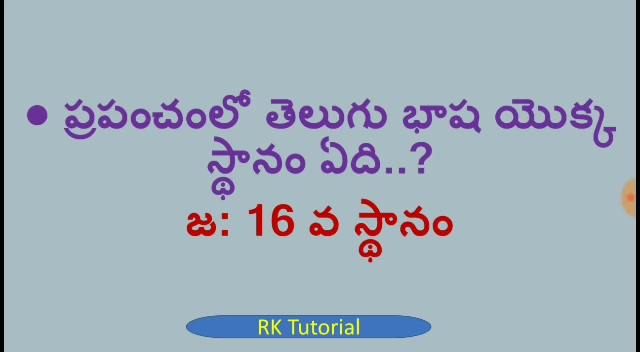 • ప్రపంచంలో తెలుగు భాష యొక్క
స్థానం ఏది..?
జ: 16 వ స్థానం
RK Tutorial